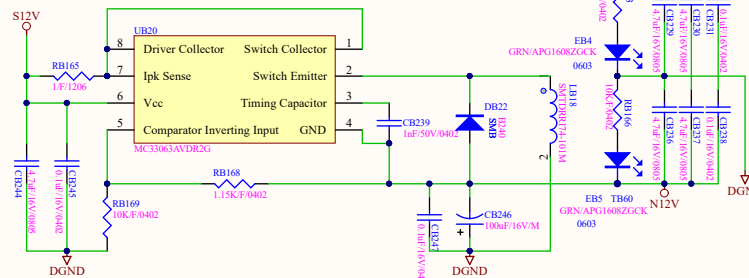 S12V
UB20
8 Driver Collector Switch Collector 1
7 Ipk Sense Switch Emitter 2
6 Vcc Timing Capacitor 3
5 Comparator Inverting Input GND 4
MC33063AVDR2G
RB165
1/F/1206
CB244
4.7uF/16V/0805
CB245
0.1uF/16V/0402
RB169
10K/F/0402
DGND
RB168
1.15K/F/0402
CB239
1nF/50V/0402
DB22
SMB
B240
LB18
SMTDRRI74-101M
2
CB247
0.1uF/16V/04
CB246
100uF/16V/M
+
DGND
/0402
EB4
GRN/APG1608ZGCK
0603
RB166
10K/F/0402
EB5 TB60
GRN/APG1608ZGCK
0603
CB229
4.7uF/16V/0805
CB230
4.7uF/16V/0805
CB231
0.1uF/16V/0402
CB236
4.7uF/16V/0805
CB237
4.7uF/16V/0805
CB238
0.1uF/16V/0402
N12V
DGN